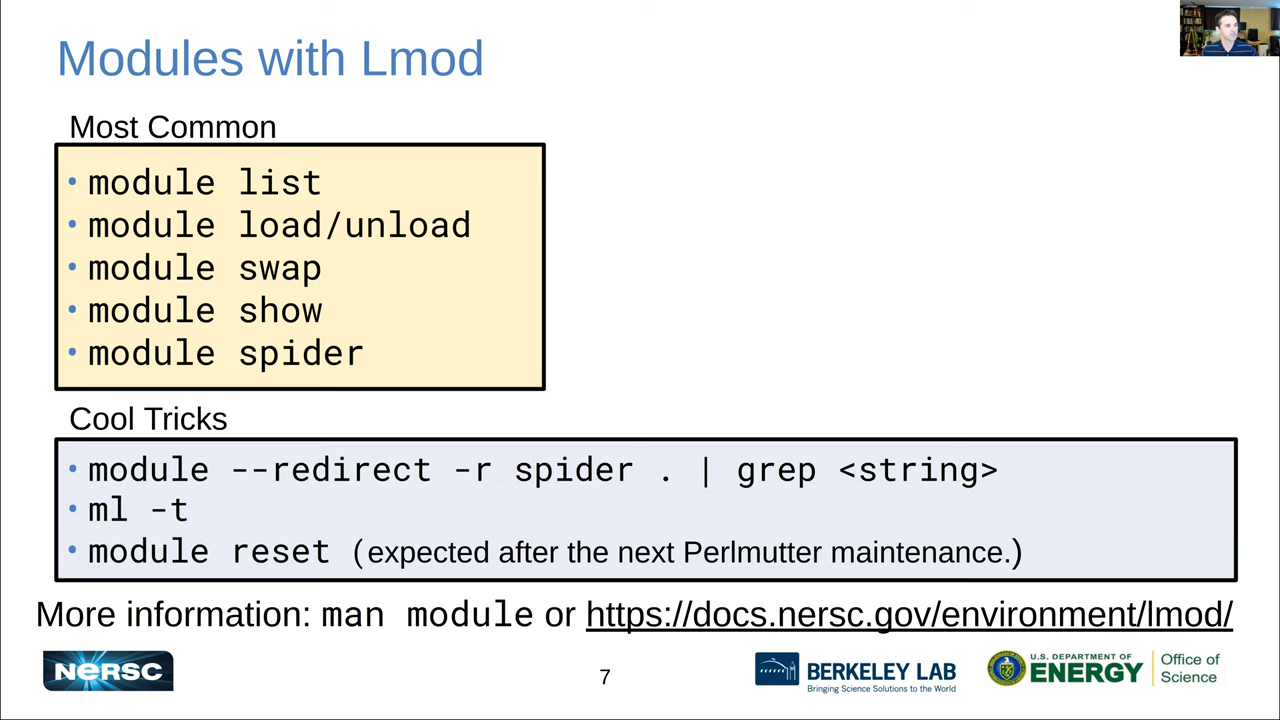 Modules with Lmod
Most Common
• module list
• module load/unload
• module swap
• module show
• module spider
Cool Tricks
• module --redirect -r spider . | grep <string>
• ml -t
• module reset (expected after the next Perlmutter maintenance.)
More information: man module or https://docs.nersc.gov/environment/lmod/
NERSC
7
BERKELEY LAB
Bringing Science Solutions to the World
U.S. DEPARTMENT OF
ENERGY
Office of
Science